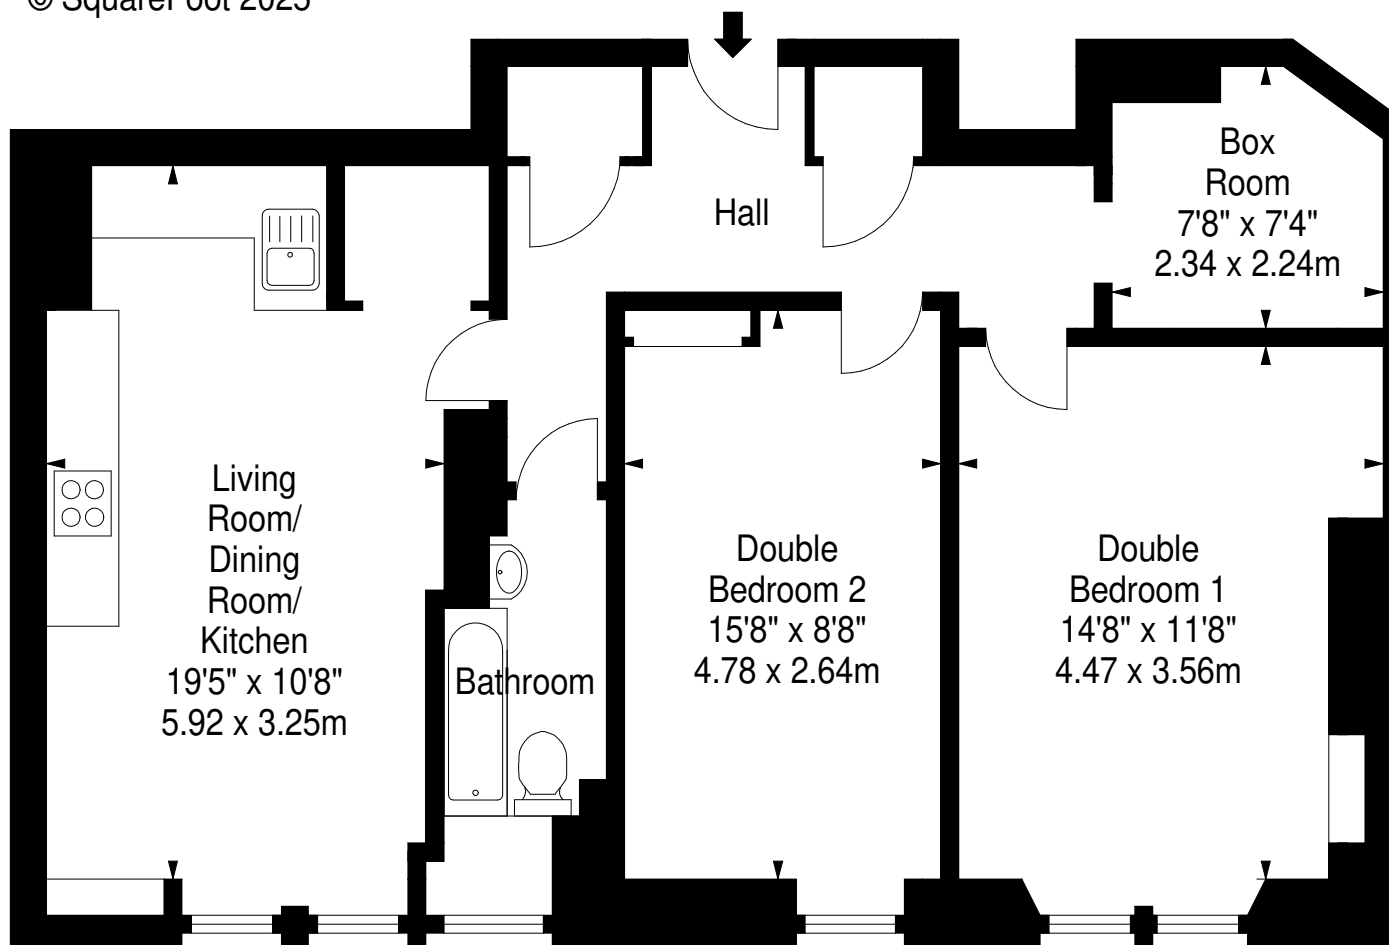 © SquareFoot 2025
Hall
Box
Room
7'8" x 7'4"
2.34 x 2.24m
Living
Room/
Dining
Room/
Kitchen
19'5" x 10'8"
5.92 x 3.25m
Bathroom
Double
Bedroom 2
15'8" x 8'8"
4.78 x 2.64m
Double
Bedroom 1
14'8" x 11'8"
4.47 x 3.56m